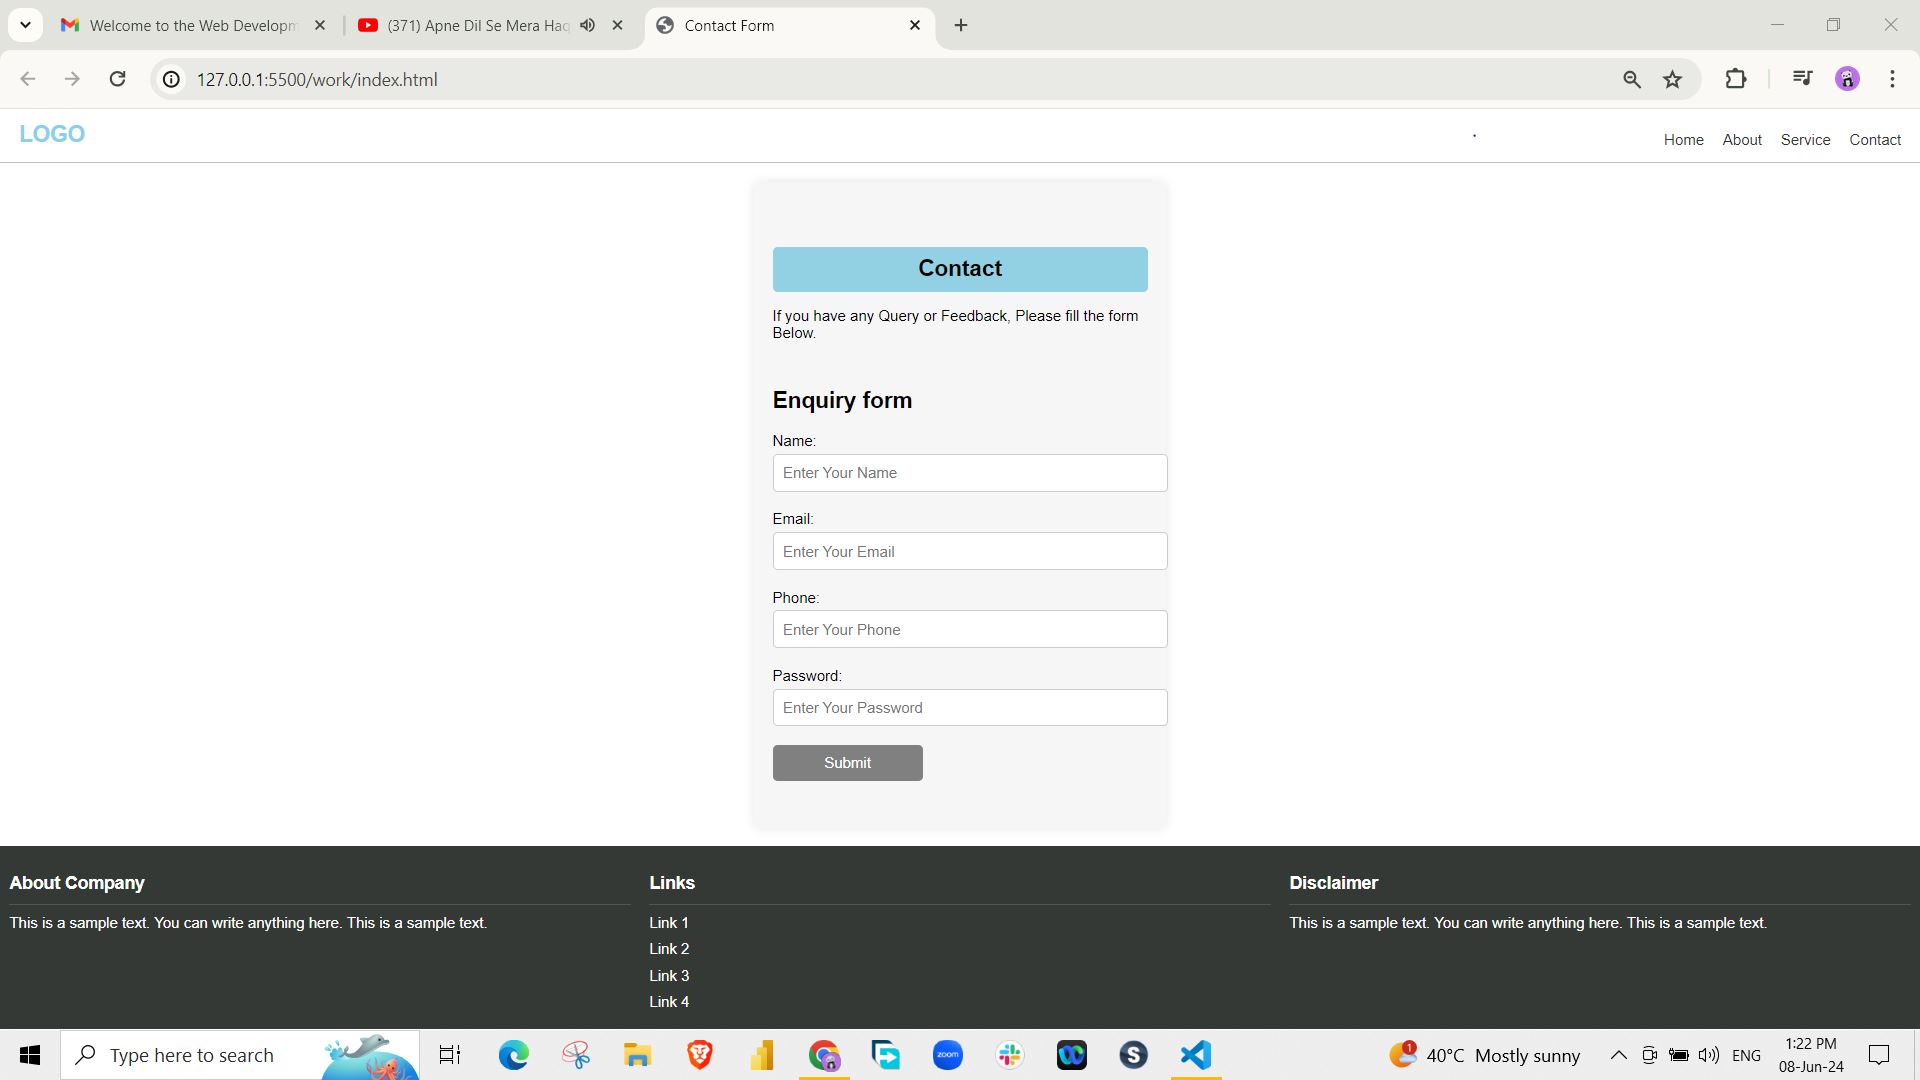 Welcome to the Web Developm
(371) Apne Dil Se Mera Haq
Contact Form
127.0.0.1:5500/work/index.html
LOGO
Home About Service Contact
Contact
If you have any Query or Feedback, Please fill the form
Below.
Enquiry form
Name:
Enter Your Name
Email:
Enter Your Email
Phone:
Enter Your Phone
Password:
Enter Your Password
Submit
About Company
This is a sample text. You can write anything here. This is a sample text.
Links
Link 1
Link 2
Link 3
Link 4
Disclaimer
This is a sample text. You can write anything here. This is a sample text.
Type here to search
zoom
S
1
40°C Mostly sunny
ENG
1:22 PM
08-Jun-24